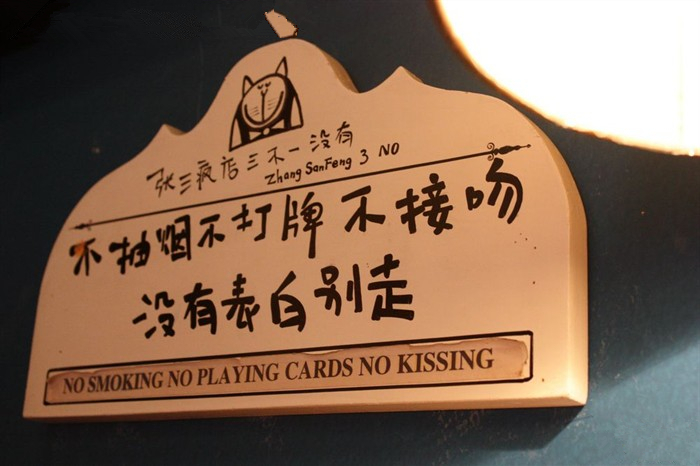 张三疯店三不一没有
Zhang SanFeng 3 NO
不抽烟不打牌不接吻
没有表白别走
NO SMOKING NO PLAYING CARDS NO KISSING